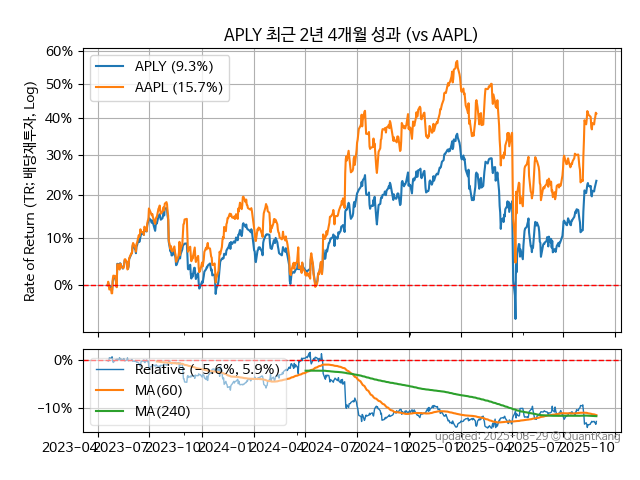 APLY 최근 2년 4개월 성과 (vs AAPL)
Rate of Return (TR: 배당재투자, Log)
60%
50%
40%
30%
20%
10%
0%
APLY (9.3%)
AAPL (15.7%)
0%
−10%
Relative (−5.6%, 5.9%)
MA(60)
MA(240)
updated: 2025-08-29 © QuantKang
2023-04
2023-07
2023-10
2024-01
2024-04
2024-07
2024-10
2025-01
2025-04
2025-07
2025-10